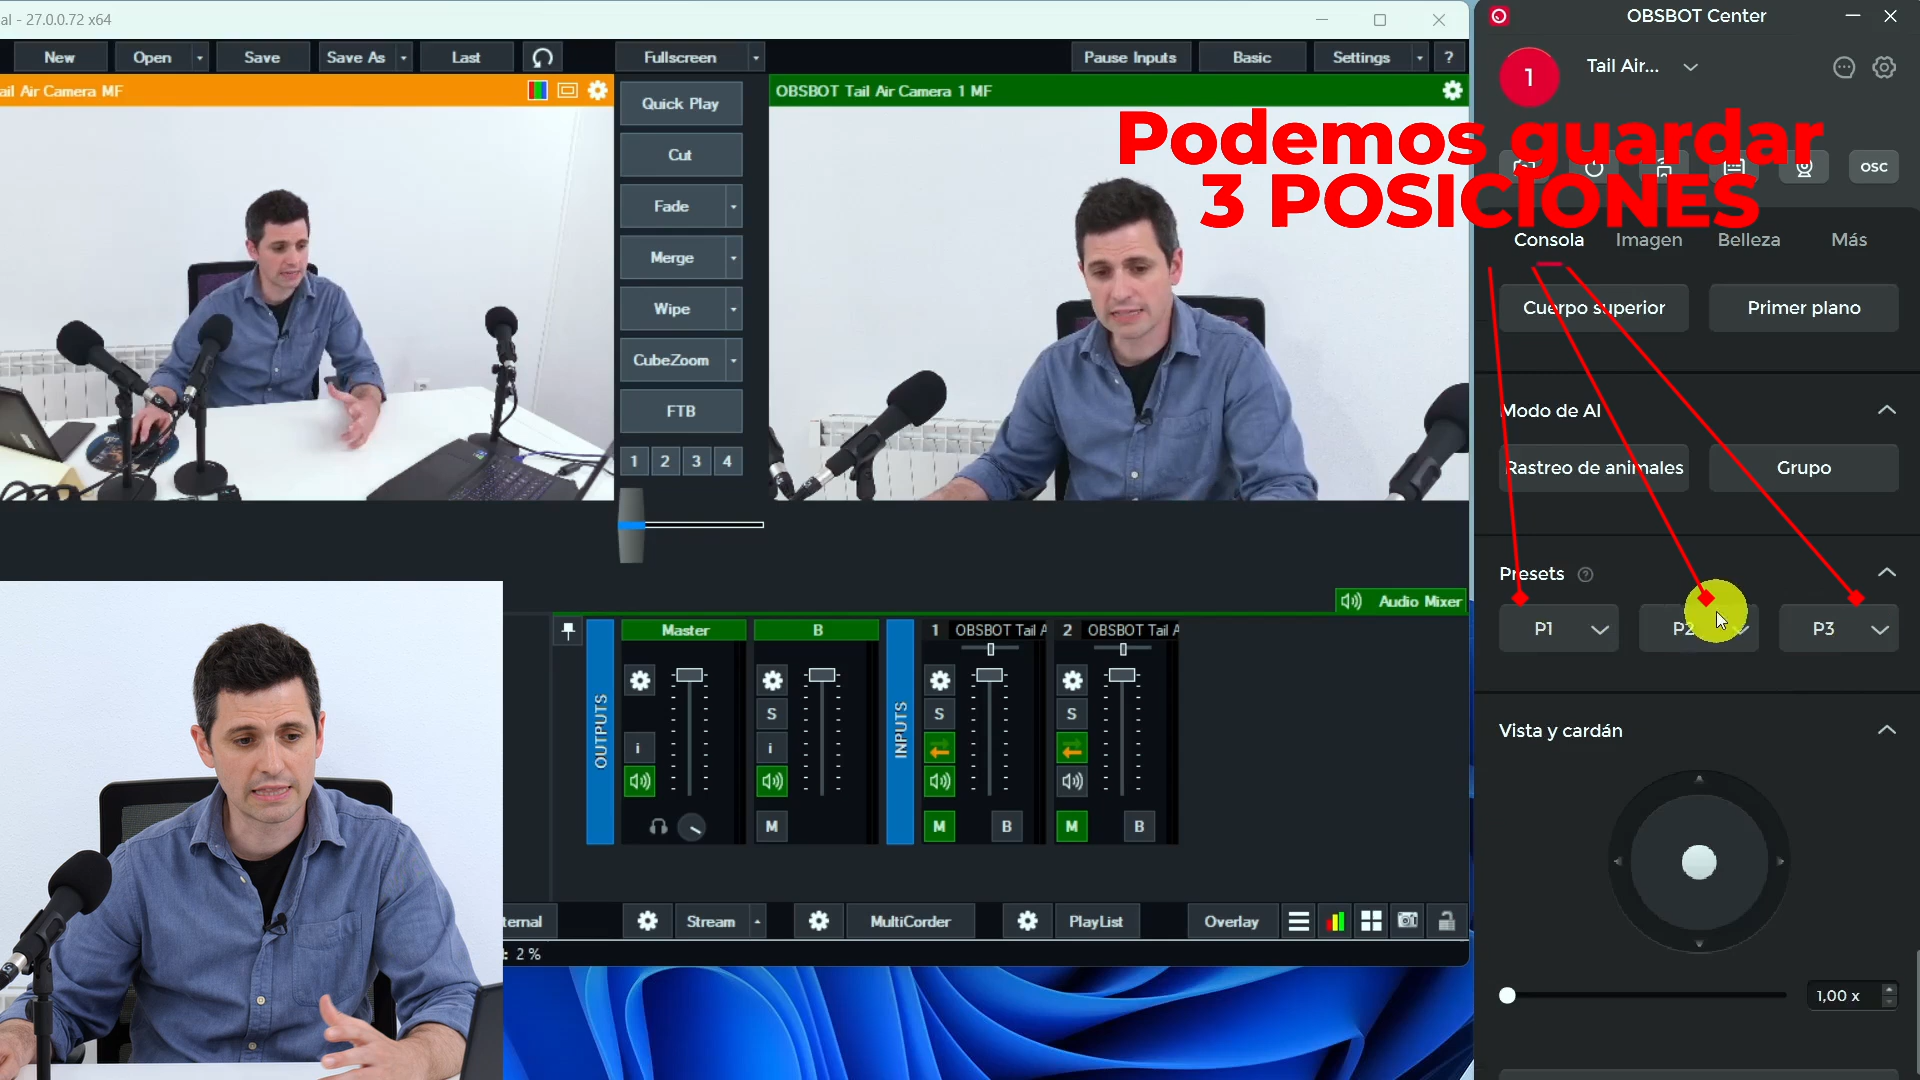 al - 27.0.0.72 x64
OBSBOT Center
New
Open
Save
Save As
Last
Fullscreen
Pause Inputs
Basic
Settings
?
1
Tail Air...
ail Air Camera MF
OBSBOT Tail Air Camera 1 MF
Podemos guardar
3 POSICIONES
osc
Quick Play
Cut
Fade
Merge
Wipe
CubeZoom
FTB
1 2 3 4
Consola
Imagen
Belleza
Más
Cuerpo superior
Primer plano
Modo de AI
Rastreo de animales
Grupo
Presets
P1
P2
P3
Audio Mixer
OUTPUTS
Master
B
INPUTS
1 OBSBOT Tail A
2 OBSBOT Tail A
S
S
S
i
i
M
M
B
M
B
Vista y cardán
1,00 x
ternal
Stream
MultiCorder
PlayList
Overlay
: 2 %